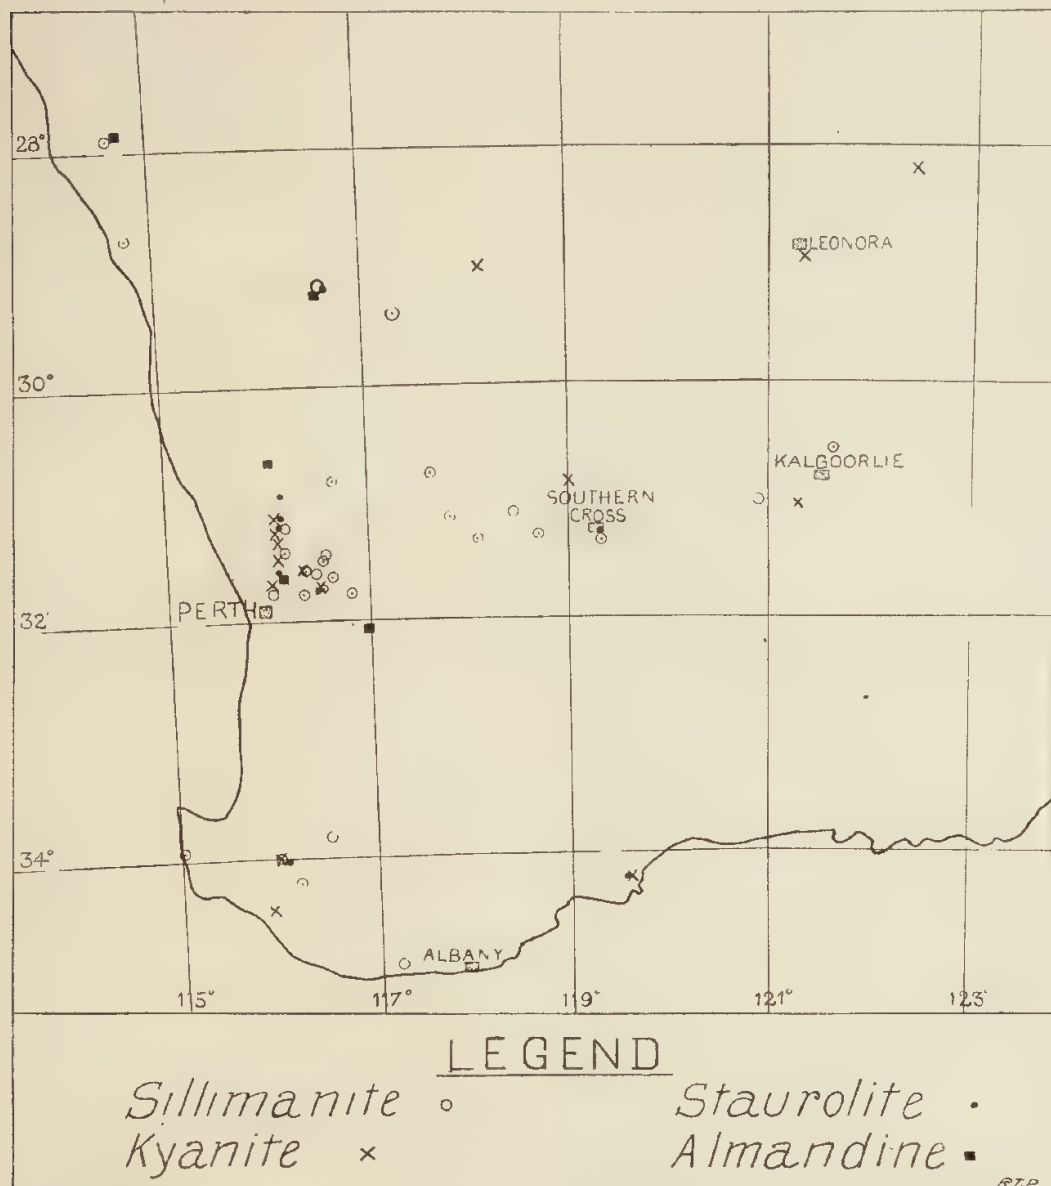 28°
LEONORA
30°
KALGOORLIE
SOUTHERN
CROSS
PERTH
32'
34°
ALBANY
115°
117°
119°
121°
123'
LEGEND
Sillimanite
Staurolite
Kyanite
Almandine